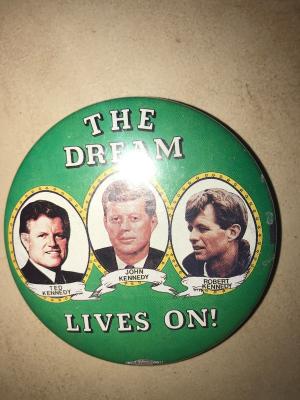 THE
DREAM
TED
KENNEDY
JOHN
KENNEDY
ROBERT
KENNEDY
LIVES ON!